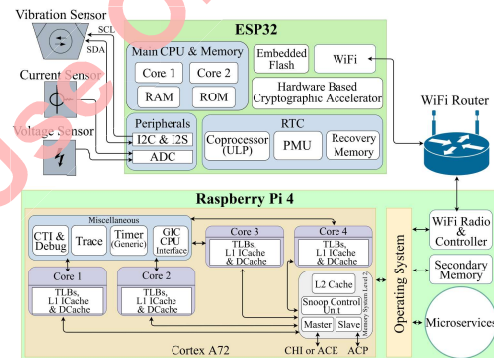 Vibration Sensor
SCL
SDA
Current Sensor
Voltage Sensor
ESP32
Main CPU & Memory
Core 1
Core 2
RAM
ROM
Embedded
Flash
WiFi
Hardware Based
Cryptographic Accelerator
Peripherals
I2C & I2S
ADC
RTC
Coprocessor
(ULP)
PMU
Recovery
Memory
WiFi Router
Raspberry Pi 4
Miscellaneous
CTI &
Debug
Trace
Timer
(Generic)
GIC
CPU
Interface
Core 3
TLBs,
L1 ICache
& DCache
Core 4
TLBs,
L1 ICache
& DCache
Core 1
TLBs,
L1 ICache
& DCache
Core 2
TLBs,
L1 ICache
& DCache
L2 Cache
Snoop Control
Unit
Master
Slave
Memory System Level 2
Cortex A72
CHI or ACE
ACP
Operating System
WiFi Radio
&
Controller
Secondary
Memory
Microservices